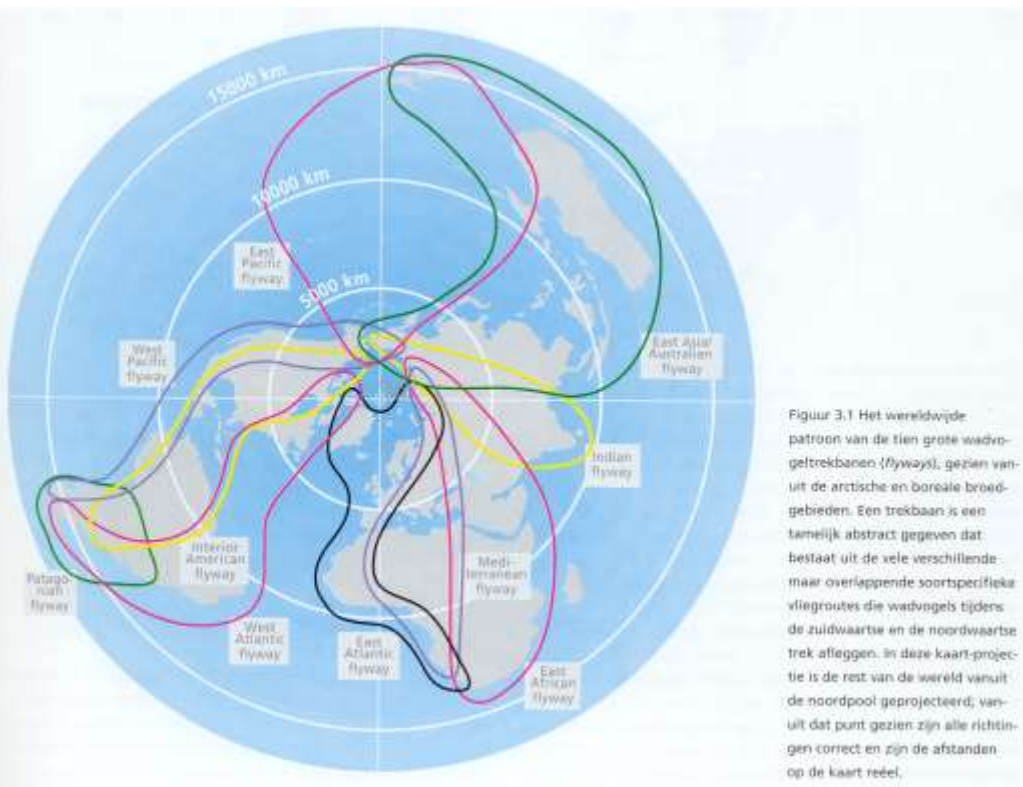 15000 km
10000 km
East
Pacific
flyway
5000 km
West
Pacific
flyway
East Asia/
Australian
flyway
Indian
flyway
Interior
American
flyway
Medi-
terranean
flyway
Patago-
niah
flyway
West
Atlantic
flyway
East
Atlantic
flyway
East
African
flyway
Figuur 3.1 Het wereldwijde
patroon van de tien grote wadvo-
geltrekbanen (flyways), gezien van-
uit de arctische en boreale broed-
gebieden. Een trekbaan is een
tamelijk abstract gegeven dat
bestaat uit de vele verschillende
maar overlappende soortspecifieke
vliegroutes die wadvogels tijdens
de zuidwaartse en de noordwaartse
trek afleggen. In deze kaart-projec-
tie is de rest van de wereld vanuit
de noordpool geprojecteerd; van-
uit dat punt gezien zijn alle richtin-
gen correct en zijn de afstanden
op de kaart reëel.